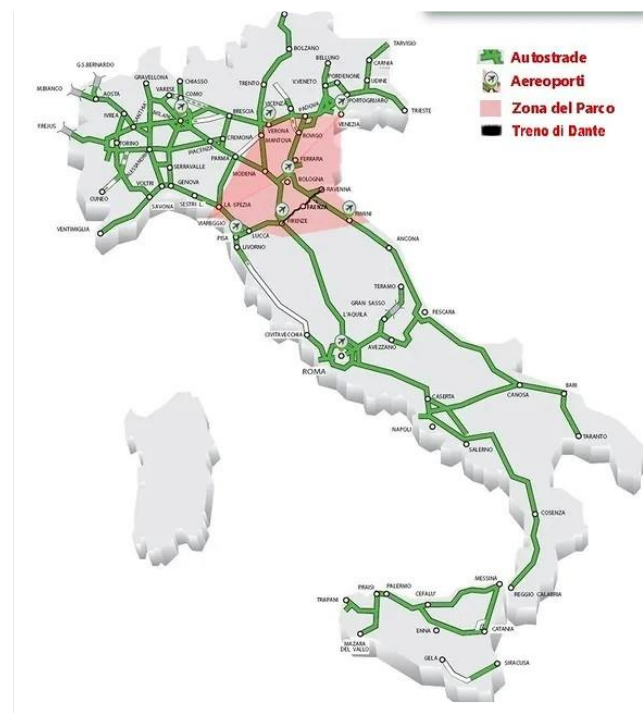 Autostrade
Aereoporti
Zona del Parco
Treno di Dante
BOLZANO
TARVISIO
BELLUNO
CARNIA
G.S.BERNARDO
GRAVELLONA
CHIASSO
TRENTO
V.VENETO
PORDENONE
UDINE
M.BIANCO
AOSTA
VARESE
COMO
VICENZA
PADOVA
PORTOGRUARO
IVREA
MILANO
BRESCIA
TRIESTE
VENEZIA
FREJUS
VERONA
ROVIGO
TORINO
CREMONA
MANTOVA
PIACENZA
PARMA
FERRARA
ALESSANDRIA
SERRAVALLE
MODENA
BOLOGNA
VOLTRI
GENOVA
RAVENNA
CUNEO
SAVONA
SESTRI L.
LA SPEZIA
FAENZA
RIMINI
VENTIMIGLIA
VIAREGGIO
FIRENZE
PISA
LUCCA
LIVORNO
ANCONA
TERAMO
GRAN SASSO
L'AQUILA
PESCARA
CIVITAVECCHIA
AVEZZANO
ROMA
CASERTA
CANOSA
BARI
NAPOLI
SALERNO
TARANTO
COSENZA
MESSINA
REGGIO CALABRIA
TRAPANI
PRAISI
PALERMO
CEFALU'
ENNA
CATANIA
MAZARA
DEL VALLO
GELA
SIRACUSA